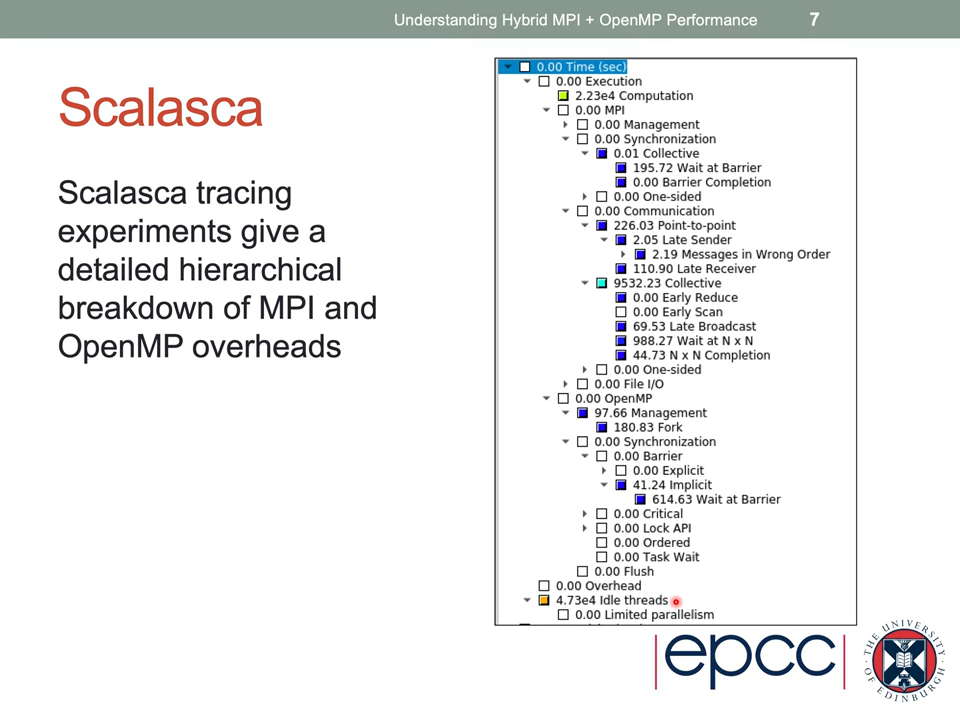 Understanding Hybrid MPI + OpenMP Performance 7
Scalasca
Scalasca tracing
experiments give a
detailed hierarchical
breakdown of MPI and
OpenMP overheads
0.00 Time (sec)
0.00 Execution
2.23e4 Computation
0.00 MPI
0.00 Management
0.00 Synchronization
0.01 Collective
195.72 Wait at Barrier
0.00 Barrier Completion
0.00 One-sided
0.00 Communication
226.03 Point-to-point
2.05 Late Sender
2.19 Messages in Wrong Order
110.90 Late Receiver
9532.23 Collective
0.00 Early Reduce
0.00 Early Scan
69.53 Late Broadcast
988.27 Wait at N x N
44.73 N x N Completion
0.00 One-sided
0.00 File I/O
0.00 OpenMP
97.66 Management
180.83 Fork
0.00 Synchronization
0.00 Barrier
0.00 Explicit
41.24 Implicit
614.63 Wait at Barrier
0.00 Critical
0.00 Lock API
0.00 Ordered
0.00 Task Wait
0.00 Flush
0.00 Overhead
4.73e4 Idle threads
0.00 Limited parallelism
epcc
THE UNIVERSITY
OF EDINBURGH